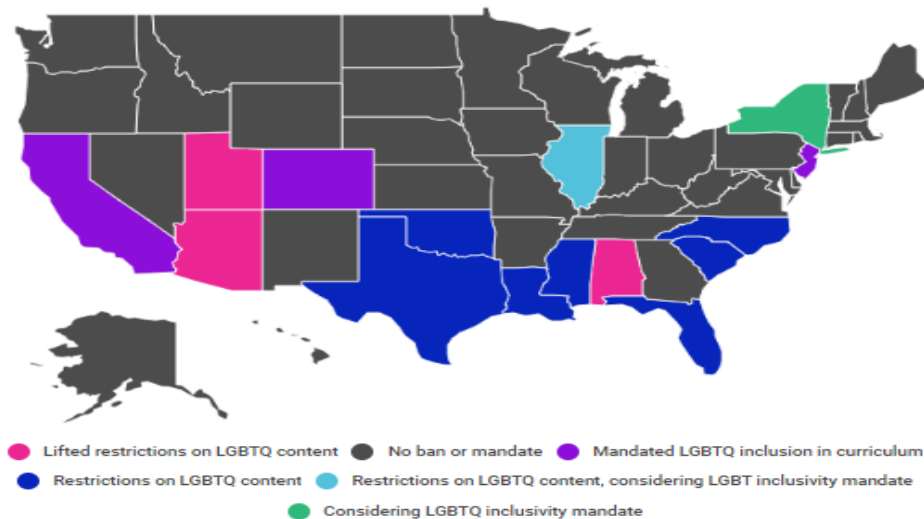 Lifted restrictions on LGBTQ content No ban or mandate Mandated LGBTQ inclusion in curriculum
Restrictions on LGBTQ content Restrictions on LGBTQ content, considering LGBT inclusivity mandate
Considering LGBTQ inclusivity mandate